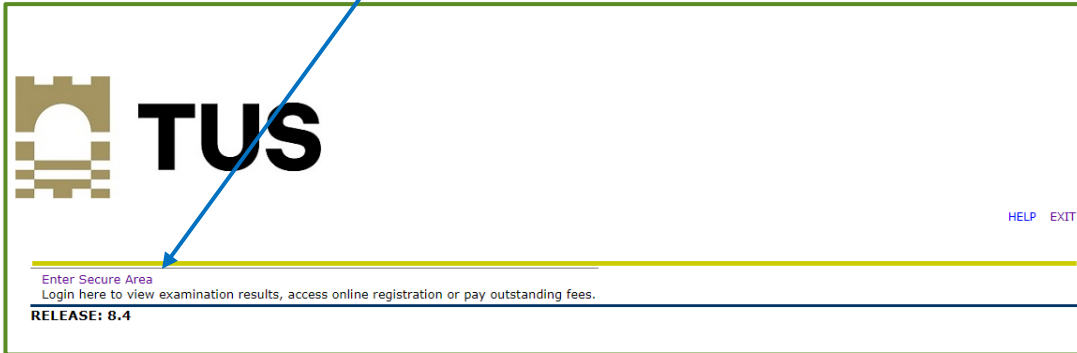 TUS
HELP EXIT
Enter Secure Area
Login here to view examination results, access online registration or pay outstanding fees.
RELEASE: 8.4